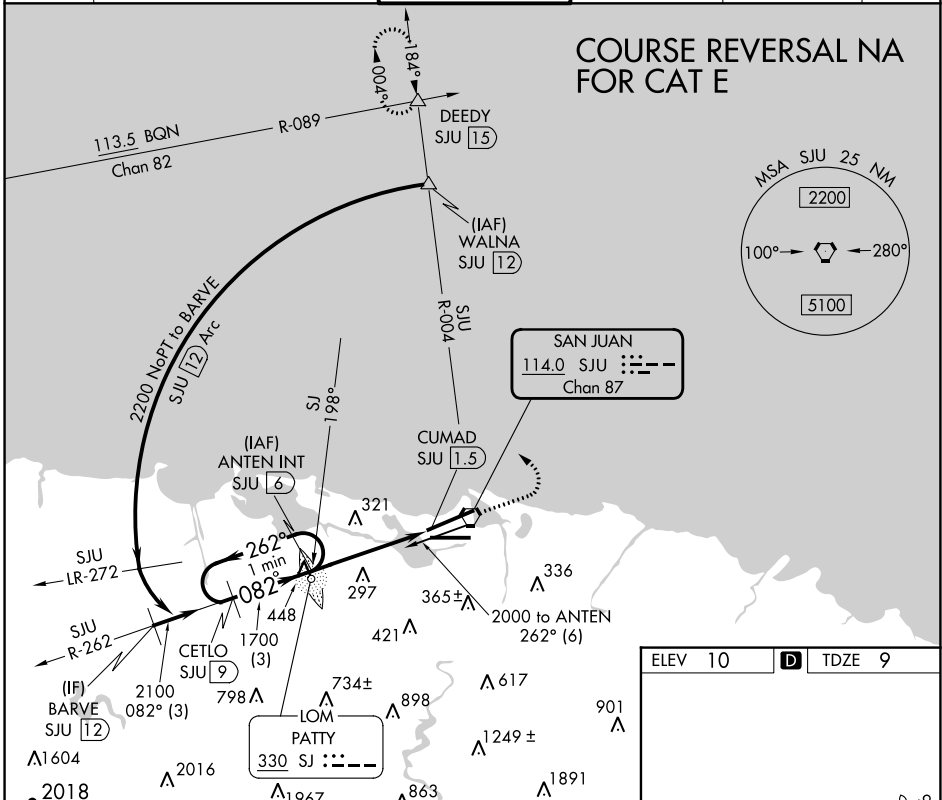 COURSE REVERSAL NA
FOR CAT E
184°
004°
DEEDY
SJU 15
113.5 BQN
Chan 82
R-089
MSA SJU 25 NM
2200
100°
280°
5100
(IAF)
WALNA
SJU 12
2200 NoPT to BARVE
SJU 12 Arc
SJU
R-004
SAN JUAN
114.0 SJU
Chan 87
SJ
198°
(IAF)
ANTEN INT
SJU 6
CUMAD
SJU 1.5
321
SJU
LR-272
262°
1 min
082°
297
336
365±
448
2000 to ANTEN
262° (6)
421
SJU
R-262
CETLO
SJU 9
1700
(3)
ELEV 10
D
TDZE 9
(IF)
BARVE
SJU 12
2100
082° (3)
798
734±
898
617
901
LOM
PATTY
330 SJ
1249 ±
1604
2016
1891
2018
1967
863